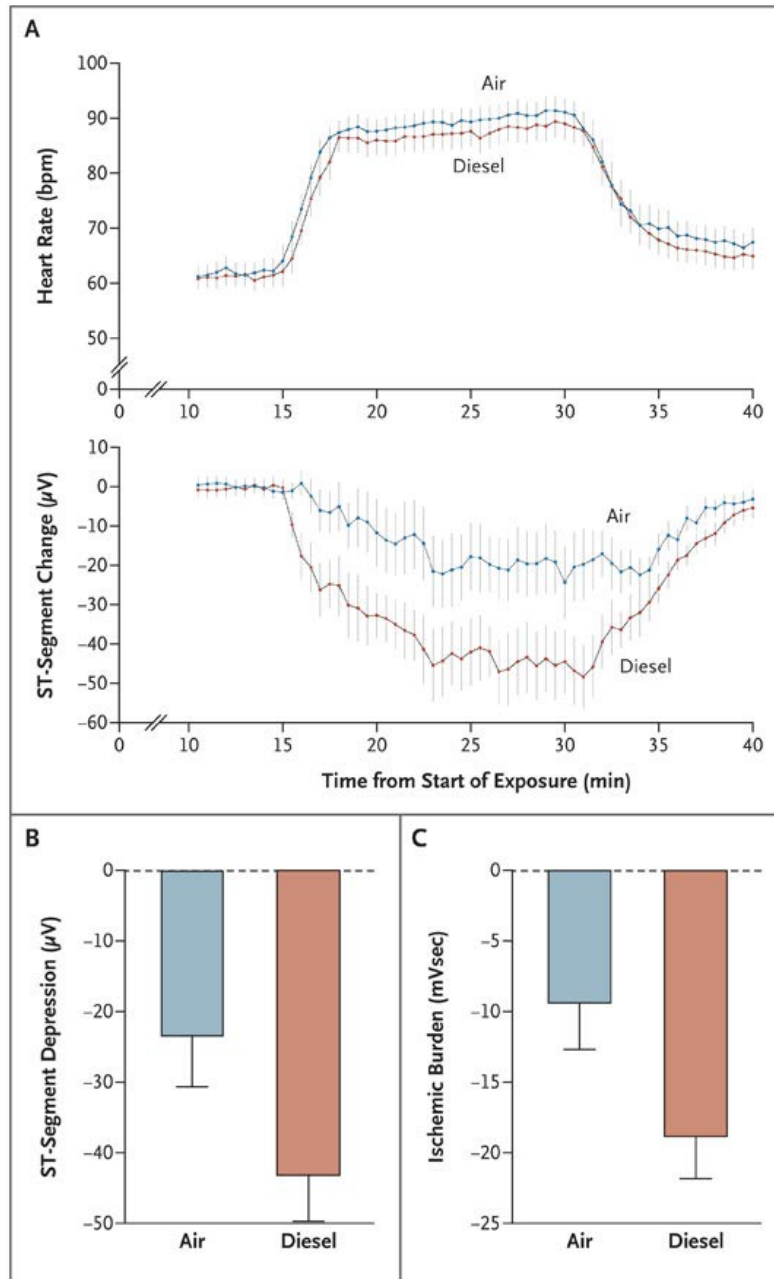 A
100
90
80
70
60
50
0
Heart Rate (bpm)
Air
Diesel
0 10 15 20 25 30 35 40
10
0
−10
−20
−30
−40
−50
−60
ST-Segment Change (µV)
Air
Diesel
0 10 15 20 25 30 35 40
Time from Start of Exposure (min)
B
0
−10
−20
−30
−40
−50
ST-Segment Depression (µV)
Air Diesel
C
0
−5
−10
−15
−20
−25
Ischemic Burden (mVsec)
Air Diesel